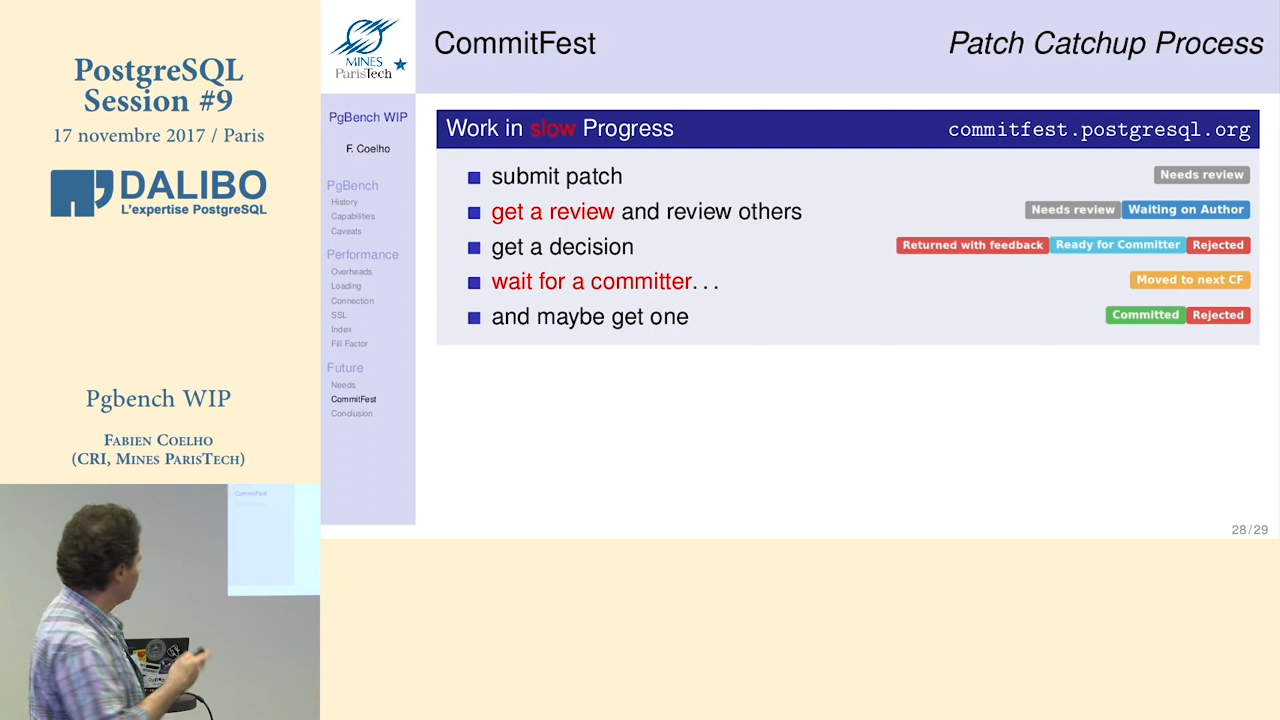 PostgreSQL
Session #9
17 novembre 2017 / Paris
DALIBO
L'expertise PostgreSQL
Pgbench WIP
FABIEN COELHO
(CRI, MINES PARISTECH)
MINES
ParisTech
CommitFest
Patch Catchup Process
PgBench WIP
F. Coelho
PgBench
History
Capabilities
Caveats
Performance
Overheads
Loading
Connection
SSL
Index
Fill Factor
Future
Needs
CommitFest
Conclusion
Work in slow Progress
commitfest.postgresql.org
submit patch
Needs review
get a review and review others
Needs review Waiting on Author
get a decision
Returned with feedback Ready for Committer Rejected
wait for a committer...
Moved to next CF
and maybe get one
Committed Rejected
28/29
CommitFest